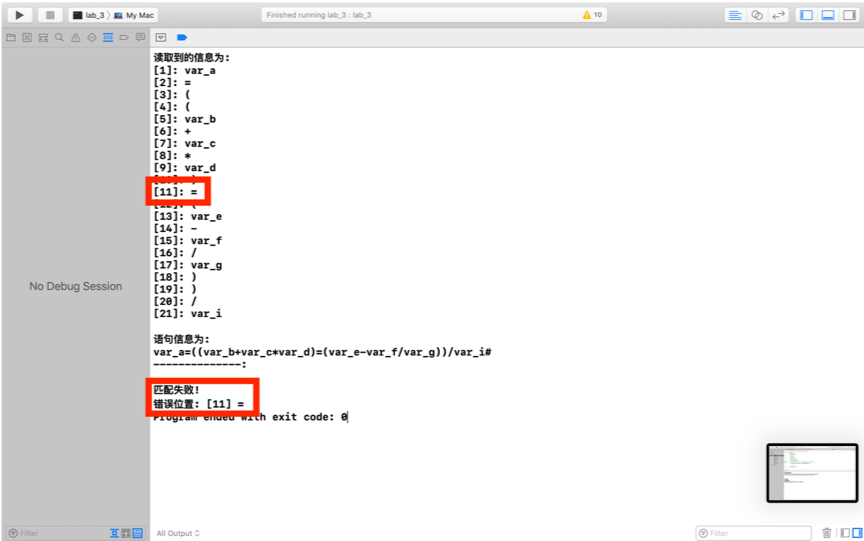 lab_3 〉 My Mac
Finished running lab_3 : lab_3
10
读取到的信息为:
[1]: var_a
[2]: =
[3]: (
[4]: (
[5]: var_b
[6]: +
[7]: var_c
[8]: *
[9]: var_d
[11]: =
[13]: var_e
[14]: -
[15]: var_f
[16]: /
[17]: var_g
[18]: )
[19]: )
[20]: /
[21]: var_i
No Debug Session
语句信息为:
var_a=((var_b+var_c*var_d)=(var_e-var_f/var_g))/var_i#
--------------:
匹配失败!
错误位置: [11] =
Program ended with exit code: 0
Filter
All Output
Filter